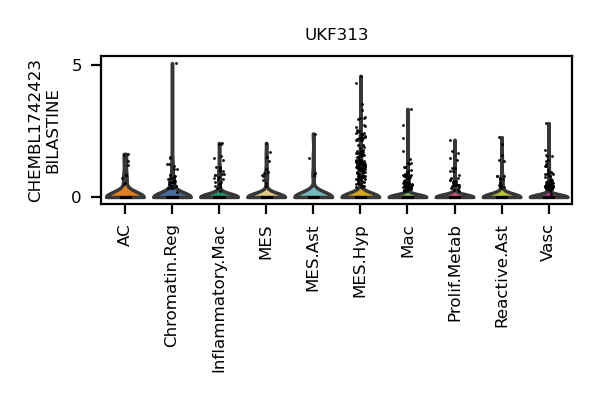 UKF313
CHEMBL1742423
BILASTINE
5
0
AC
Chromatin.Reg
Inflammatory.Mac
MES
MES.Ast
MES.Hyp
Mac
Prolif.Metab
Reactive.Ast
Vasc